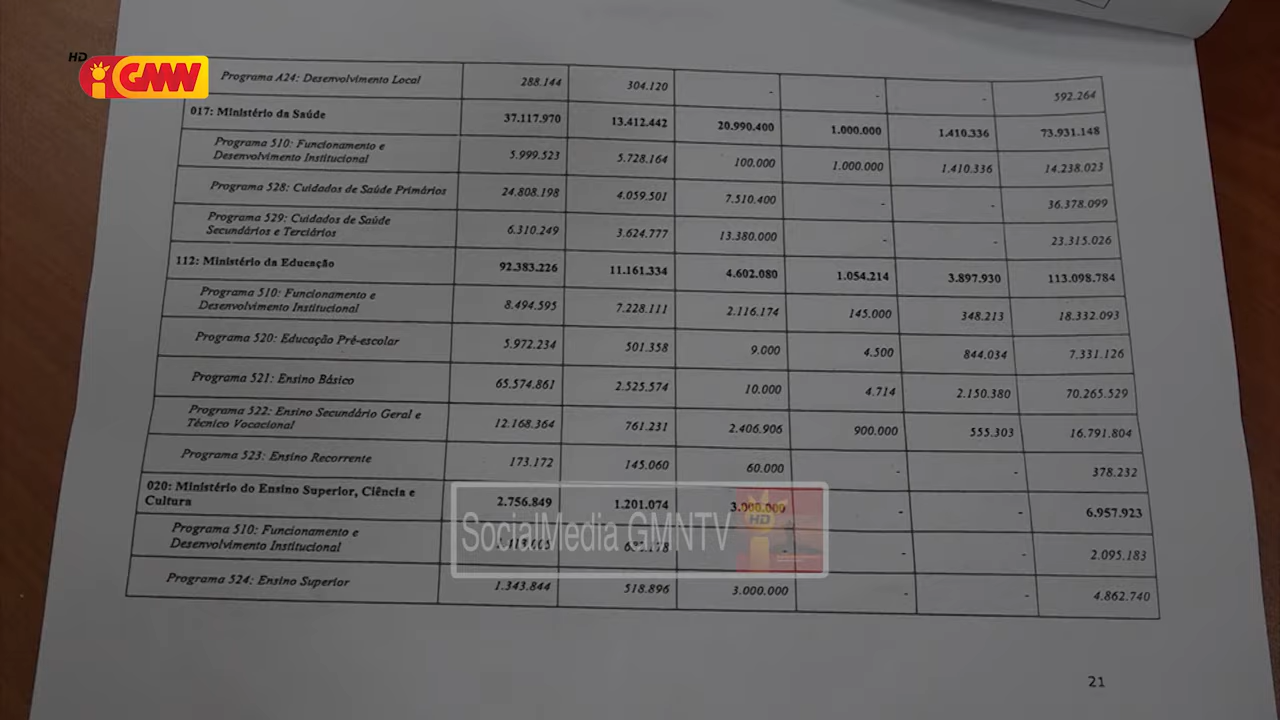 HD
GMN
Programa A24: Desenvolvimento Local 288.144 304.120 - - - 592.264
017: Ministério da Saúde 37.117.970 13.412.442 20.990.400 1.000.000 1.410.336 73.931.148
Programa 510: Funcionamento e
Desenvolvimento Institucional 5.999.523 5.728.164 100.000 1.000.000 1.410.336 14.238.023
Programa 528: Cuidados de Saúde Primários 24.808.198 4.059.501 7.510.400 - - 36.378.099
Programa 529: Cuidados de Saúde
Secundários e Terciários 6.310.249 3.624.777 13.380.000 - - 23.315.026
112: Ministério da Educação 92.383.226 11.161.334 4.602.080 1.054.214 3.897.930 113.098.784
Programa 510: Funcionamento e
Desenvolvimento Institucional 8.494.595 7.228.111 2.116.174 145.000 348.213 18.332.093
Programa 520: Educação Pré-escolar 5.972.234 501.358 9.000 4.500 844.034 7.331.126
Programa 521: Ensino Básico 65.574.861 2.525.574 10.000 4.714 2.150.380 70.265.529
Programa 522: Ensino Secundário Geral e
Técnico Vocacional 12.168.364 761.231 2.406.906 900.000 555.303 16.791.804
Programa 523: Ensino Recorrente 173.172 145.060 60.000 - - 378.232
020: Ministério do Ensino Superior, Ciência e
Cultura 2.756.849 1.201.074 3.000.000 - - 6.957.923
Programa 510: Funcionamento e
Desenvolvimento Institucional - - - 2.095.183
Programa 524: Ensino Superior 1.343.844 518.896 3.000.000 - - 4.862.740
SocialMedia GMNTV
HD
21